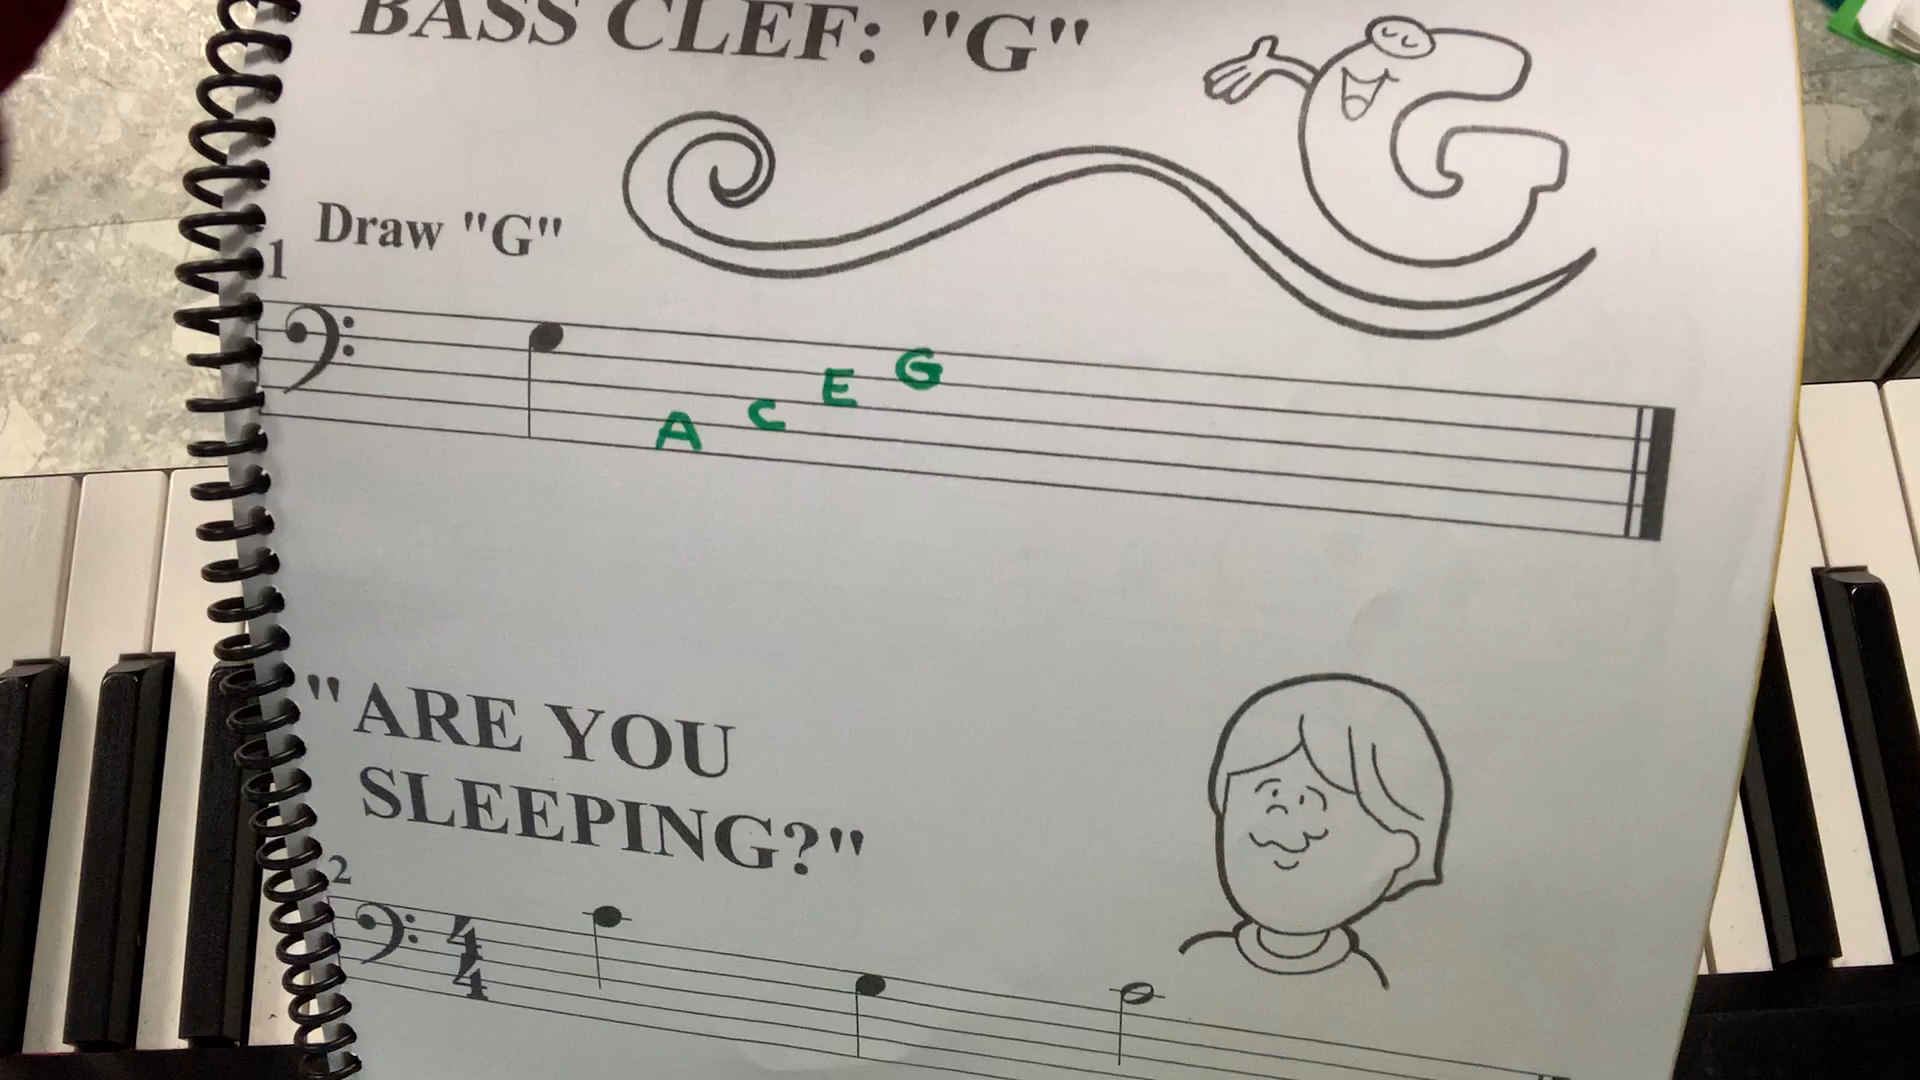 BASS CLEF: "G"
Draw "G"
1
A C E G
"ARE YOU
SLEEPING?"
2
4
4